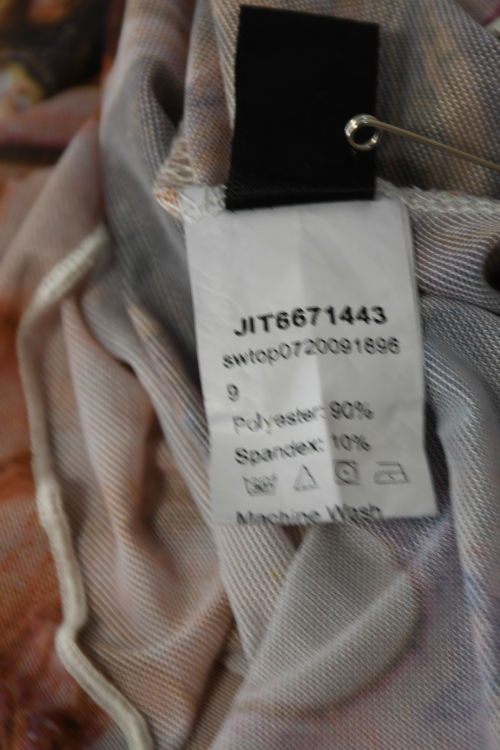 JIT6671443
swtop0720091696
9
Polyester: 90%
Spandex: 10%
Machine Wash